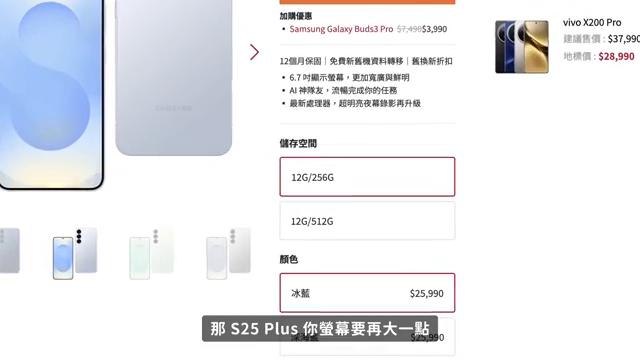 加購優惠
• Samsung Galaxy Buds3 Pro $7,490 $3,990
12個月保固｜免費新舊機資料轉移｜舊換新折扣
• 6.7 吋顯示螢幕，更加寬廣與鮮明
• AI 神隊友，流暢完成你的任務
• 最新處理器，超明亮夜幕錄影再升級
儲存空間
12G/256G
12G/512G
顏色
冰藍 $25,990
深海藍 $25,990
那 S25 Plus 你螢幕要再大一點
vivo X200 Pro
建議售價 : $37,990
地標價 : $28,990
SAMSUNG